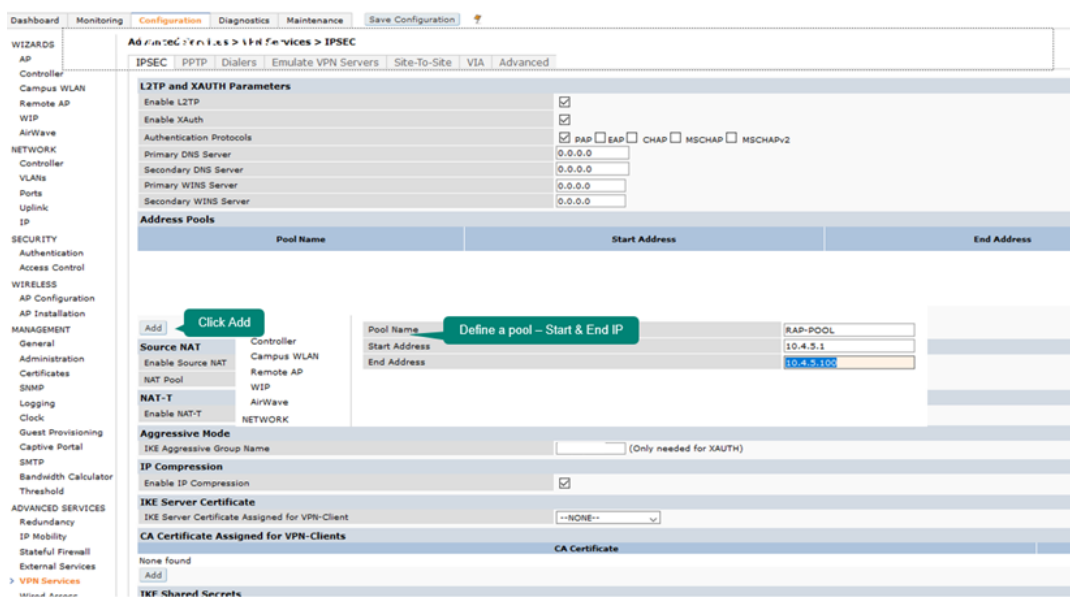 Dashboard Monitoring Configuration Diagnostics Maintenance Save Configuration ?
WIZARDS
AP
Controller
Campus WLAN
Remote AP
WIP
AirWave
NETWORK
Controller
VLANs
Ports
Uplink
IP
SECURITY
Authentication
Access Control
WIRELESS
AP Configuration
AP Installation
MANAGEMENT
General
Administration
Certificates
SNMP
Logging
Clock
Guest Provisioning
Captive Portal
SMTP
Bandwidth Calculator
Threshold
ADVANCED SERVICES
Redundancy
IP Mobility
Stateful Firewall
External Services
> VPN Services
Wired Access
Advanced Services > VPN Services > IPSEC
IPSEC PPTP Dialers Emulate VPN Servers Site-To-Site VIA Advanced
L2TP and XAUTH Parameters
Enable L2TP
Enable XAuth
Authentication Protocols PAP EAP CHAP MSCHAP MSCHAPv2
Primary DNS Server 0.0.0.0
Secondary DNS Server 0.0.0.0
Primary WINS Server 0.0.0.0
Secondary WINS Server 0.0.0.0
Address Pools
Pool Name Start Address End Address
Add Click Add
Source NAT
Enable Source NAT
NAT Pool
NAT-T
Enable NAT-T
Controller
Campus WLAN
Remote AP
WIP
AirWave
NETWORK
Pool Name Define a pool – Start & End IP RAP-POOL
Start Address 10.4.5.1
End Address 10.4.5.100
Aggressive Mode
IKE Aggressive Group Name (Only needed for XAUTH)
IP Compression
Enable IP Compression
IKE Server Certificate
IKE Server Certificate Assigned for VPN-Client --NONE--
CA Certificate Assigned for VPN-Clients
CA Certificate
None found
Add
IKE Shared Secrets